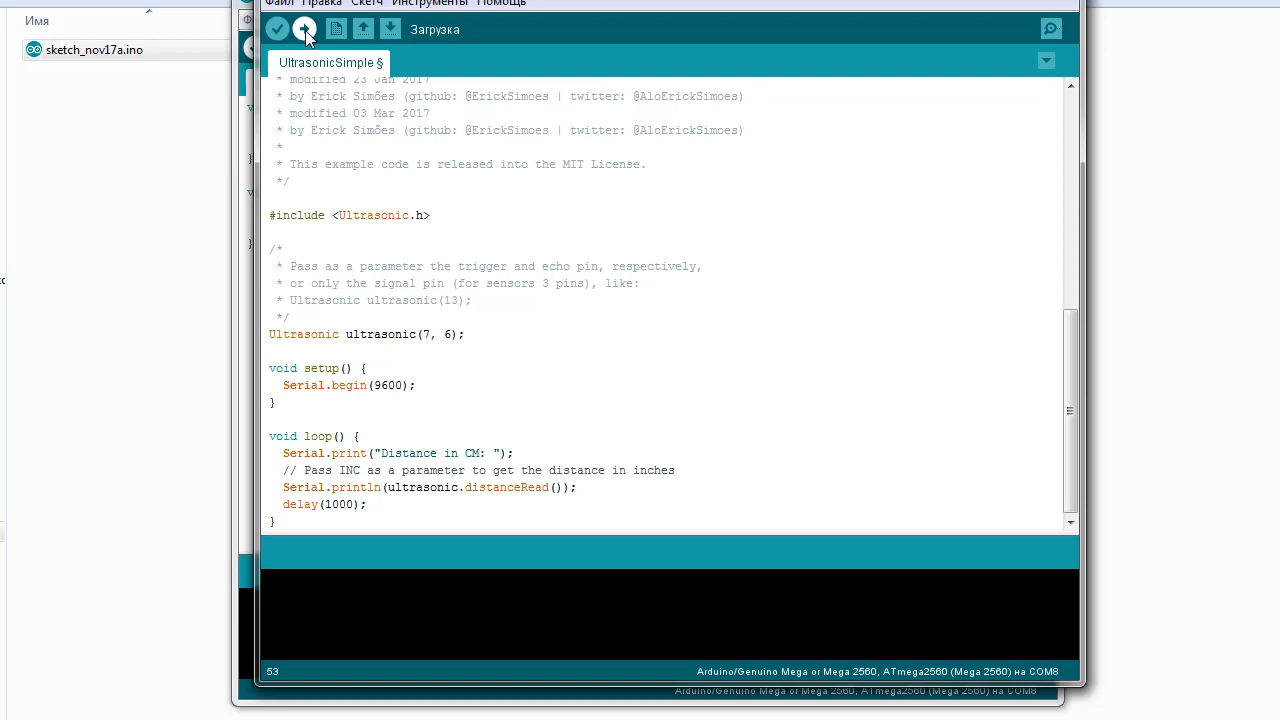 Файл Правка Скетч Инструменты Помощь
Имя
sketch_nov17a.ino
Загрузка
UltrasonicSimple §
* modified 23 Jan 2017
* by Erick Simões (github: @ErickSimoes | twitter: @AloErickSimoes)
* modified 03 Mar 2017
* by Erick Simões (github: @ErickSimoes | twitter: @AloErickSimoes)
*
* This example code is released into the MIT License.
*/
#include <Ultrasonic.h>
/*
* Pass as a parameter the trigger and echo pin, respectively,
* or only the signal pin (for sensors 3 pins), like:
* Ultrasonic ultrasonic(13);
*/
Ultrasonic ultrasonic(7, 6);
void setup() {
Serial.begin(9600);
}
void loop() {
Serial.print("Distance in CM: ");
// Pass INC as a parameter to get the distance in inches
Serial.println(ultrasonic.distanceRead());
delay(1000);
}
53
Arduino/Genuino Mega or Mega 2560, ATmega2560 (Mega 2560) на COM8
Arduino/Genuino Mega or Mega 2560, ATmega2560 (Mega 2560) на COM8